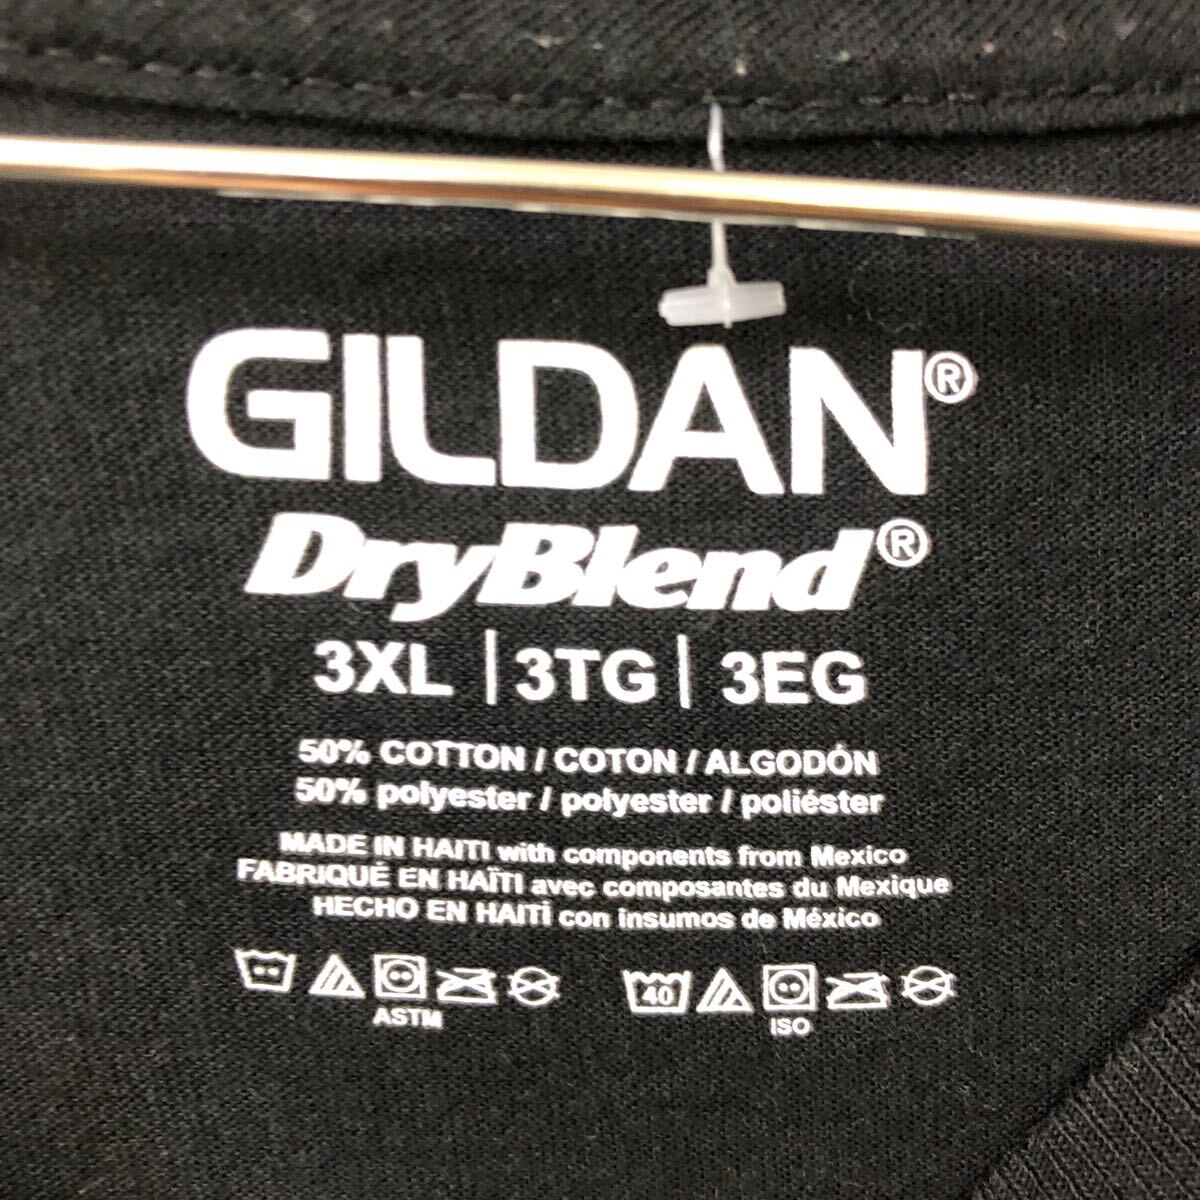 GILDAN®
DryBlend®
3XL | 3TG | 3EG
50% COTTON / COTON / ALGODÓN
50% polyester / polyester / poliéster
MADE IN HAITI with components from Mexico
FABRIQUÉ EN HAÏTI avec composantes du Mexique
HECHO EN HAITÍ con insumos de México
40
ASTM ISO